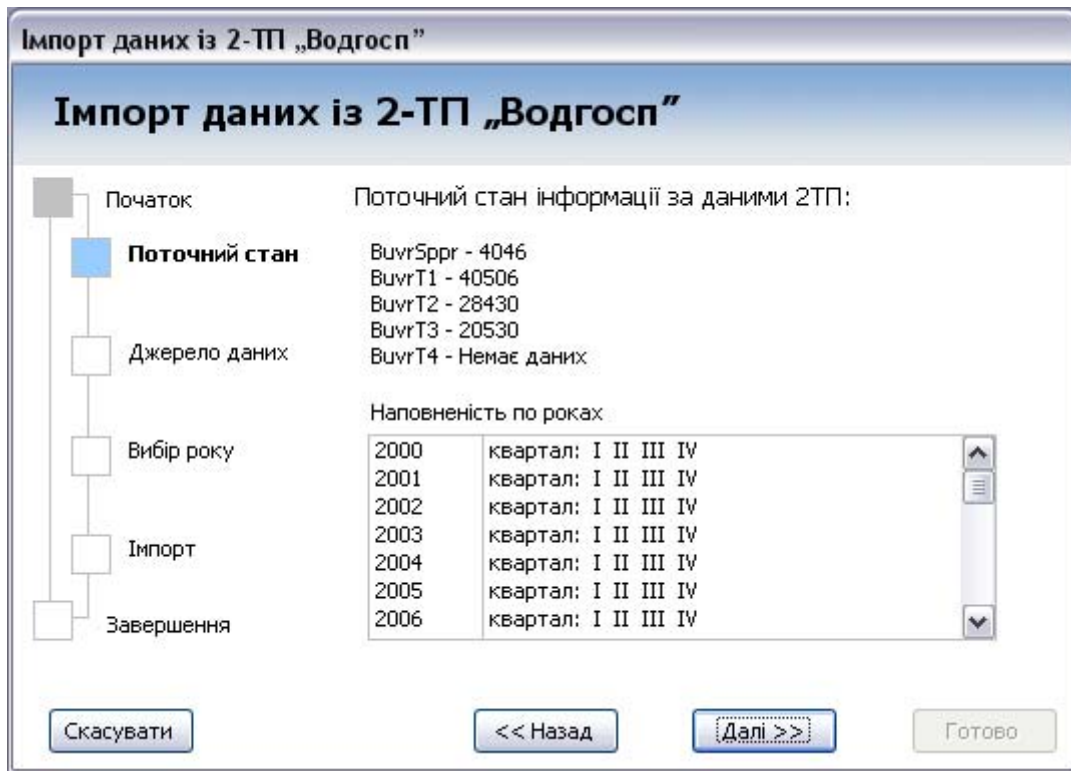 Імпорт даних із 2-ТП „Водгосп”
Імпорт даних із 2-ТП „Водгосп”
Початок
Поточний стан
Джерело даних
Вибір року
Імпорт
Завершення
Поточний стан інформації за даними 2ТП:
BuvrSppr - 4046
BuvrT1 - 40506
BuvrT2 - 28430
BuvrT3 - 20530
BuvrT4 - Немає даних
Наповненість по роках
2000 квартал: I II III IV
2001 квартал: I II III IV
2002 квартал: I II III IV
2003 квартал: I II III IV
2004 квартал: I II III IV
2005 квартал: I II III IV
2006 квартал: I II III IV
Скасувати << Назад Далі >> Готово